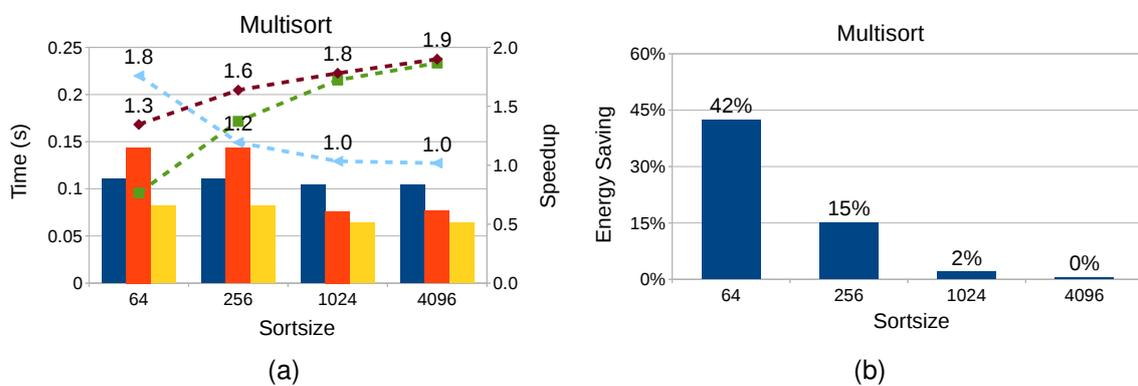 Multisort
0.25
0.2
0.15
0.1
0.05
0
Time (s)
2.0
1.5
1.0
0.5
0.0
Speedup
1.8
1.3
1.6
1.2
1.8
1.0
1.9
1.0
64 256 1024 4096
Sortsize
(a)
Multisort
60%
45%
30%
15%
0%
Energy Saving
42%
15%
2%
0%
64 256 1024 4096
Sortsize
(b)